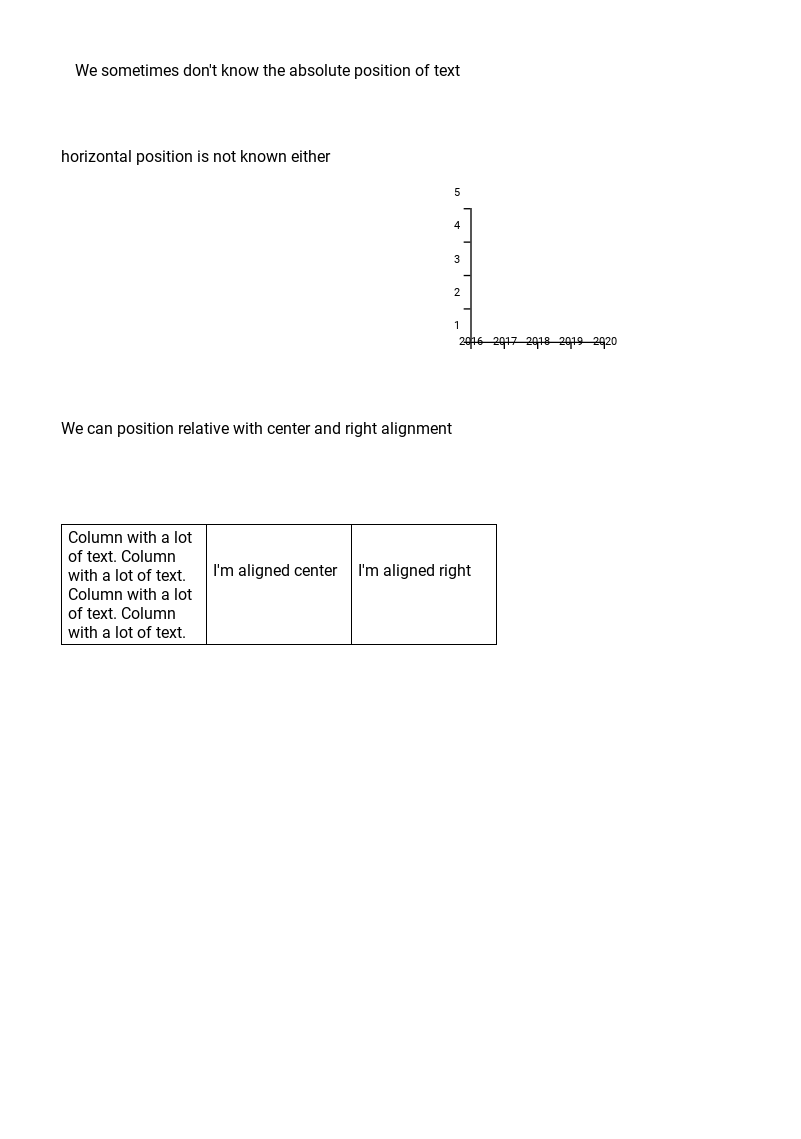 We sometimes don't know the absolute position of text
horizontal position is not known either
5
4
3
2
1
2016 2017 2018 2019 2020
We can position relative with center and right alignment
Column with a lot
of text. Column
with a lot of text.
Column with a lot
of text. Column
with a lot of text.
I'm aligned center
I'm aligned right